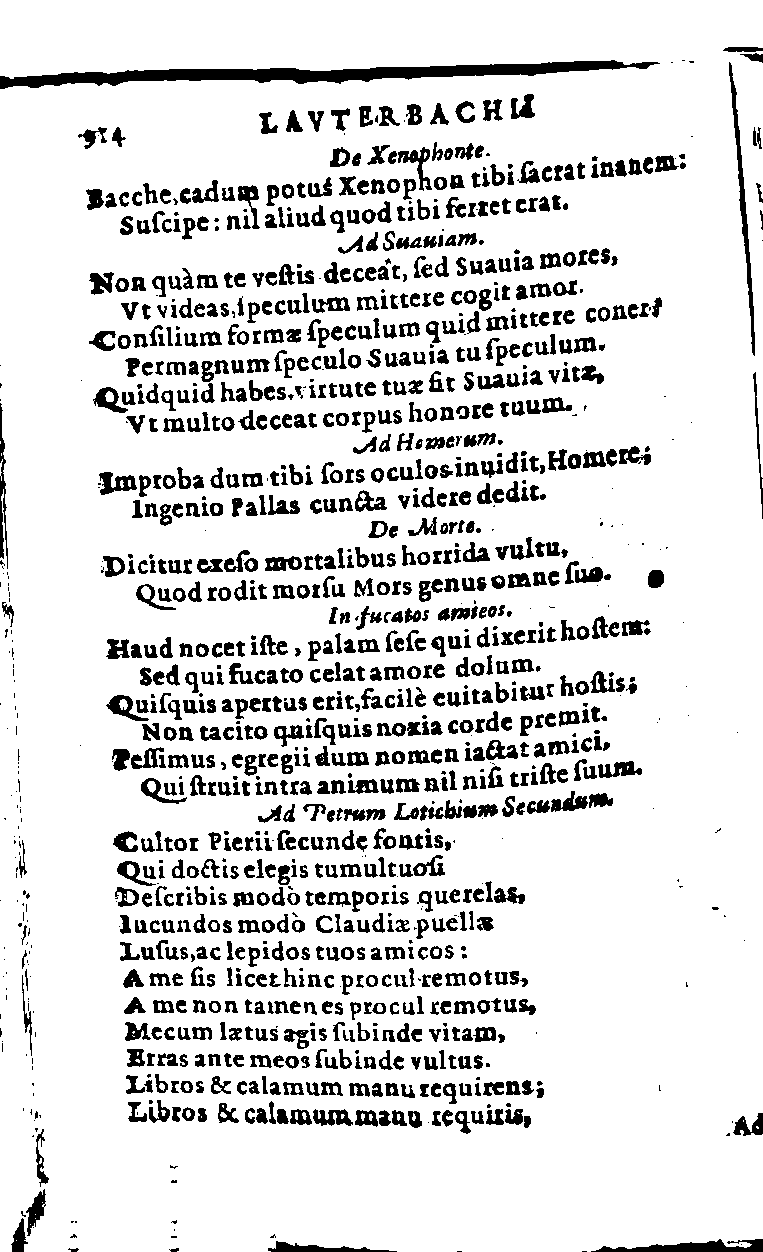 914 LAVTERBACHII
De Xenophonte.
Bacche, cadum potus Xenophon tibi ſacrat inanem:
Suſcipe: nil aliud quod tibi ferret erat.
Ad Suauiam.
Non quàm te veſtis deceat, ſed Suauia mores,
Vt videas, ſpeculum mittere cogit amor.
Conſilium formæ ſpeculum quid mittere coner?
Permagnum ſpeculo Suauia tu ſpeculum.
Quidquid habes, virtute tuæ fit Suauia vitæ,
Vt multo deceat corpus honore tuum.
Ad Homerum.
Improba dum tibi ſors oculos inuidit, Homere;
Ingenio Pallas cuncta videre dedit.
De Morte.
Dicitur exeſo mortalibus horrida vultu,
Quod rodit morſu Mors genus omne ſuo.
In fucatos amicos.
Haud nocet iſte, palam ſeſe qui dixerit hoſtem:
Sed qui fucato celat amore dolum.
Quiſquis apertus erit, facilè euitabitur hoſtis;
Non tacito quiſquis noxia corde premit.
Peſſimus, egregii dum nomen iactat amici,
Qui ſtruit intra animum nil niſi triſte ſuum.
Ad Petrum Lotichium Secundum.
Cultor Pierii ſecunde fontis,
Qui doctis elegis tumultuoſi
Deſcribis modò temporis querelas,
Iucundos modò Claudiæ puellæ
Luſus, ac lepidos tuos amicos:
A me ſis licet hinc procul remotus,
A me non tamen es procul remotus,
Mecum lætus agis ſubinde vitam,
Erras ante meos ſubinde vultus.
Libros & calamum manu requirens;
Libros & calamum manu requiris,
Ad